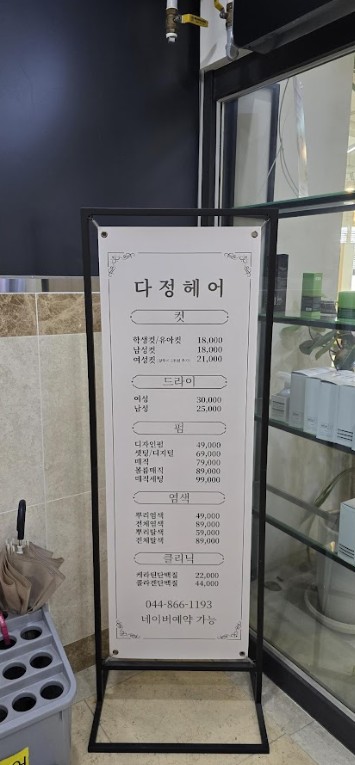 다정헤어
컷
학생컷/유아컷 18,000
남성컷 18,000
여성컷 21,000
드라이
여성 30,000
남성 25,000
펌
디자인펌 49,000
셋팅/디지털 69,000
매직 79,000
볼륨매직 89,000
매직세팅 99,000
염색
뿌리염색 49,000
전체염색 89,000
뿌리탈색 59,000
전체탈색 89,000
클리닉
케라틴단백질 22,000
콜라겐단백질 44,000
044-866-1193
네이버예약 가능